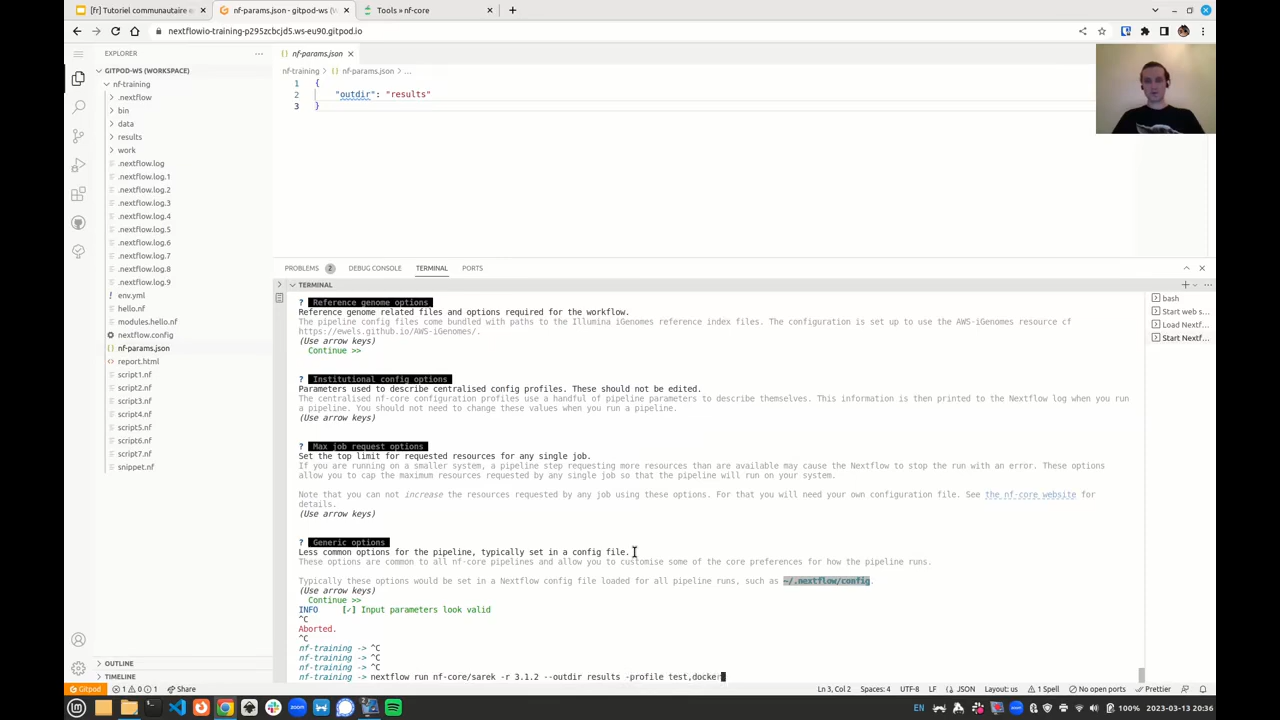 [fr] Tutoriel communautaire e
nf-params.json - gitpod-ws (
Tools » nf-core
nextflowio-training-p295zcbcjd5.ws-eu90.gitpod.io
EXPLORER
nf-params.json
GITPOD-WS (WORKSPACE)
nf-training > nf-params.json > ...
nf-training
.nextflow
bin
data
results
work
.nextflow.log
.nextflow.log.1
.nextflow.log.2
.nextflow.log.3
.nextflow.log.4
.nextflow.log.5
.nextflow.log.6
.nextflow.log.7
.nextflow.log.8
.nextflow.log.9
env.yml
hello.nf
modules.hello.nf
nextflow.config
nf-params.json
report.html
script1.nf
script2.nf
script3.nf
script4.nf
script5.nf
script6.nf
script7.nf
snippet.nf
OUTLINE
TIMELINE
1 {
2 "outdir": "results"
3 }
PROBLEMS 2 DEBUG CONSOLE TERMINAL PORTS
TERMINAL
? Reference genome options
Reference genome related files and options required for the workflow.
The pipeline config files come bundled with paths to the Illumina iGenomes reference index files. The configuration is set up to use the AWS-iGenomes resource cf
https://ewels.github.io/AWS-iGenomes/.
(Use arrow keys)
Continue >>
? Institutional config options
Parameters used to describe centralised config profiles. These should not be edited.
The centralised nf-core configuration profiles use a handful of pipeline parameters to describe themselves. This information is then printed to the Nextflow log when you run
a pipeline. You should not need to change these values when you run a pipeline.
(Use arrow keys)
? Max job request options
Set the top limit for requested resources for any single job.
If you are running on a smaller system, a pipeline step requesting more resources than are available may cause the Nextflow to stop the run with an error. These options
allow you to cap the maximum resources requested by any single job so that the pipeline will run on your system.
Note that you can not increase the resources requested by any job using these options. For that you will need your own configuration file. See the nf-core website for
details.
(Use arrow keys)
? Generic options
Less common options for the pipeline, typically set in a config file.
These options are common to all nf-core pipelines and allow you to customise some of the core preferences for how the pipeline runs.
Typically these options would be set in a Nextflow config file loaded for all pipeline runs, such as ~/.nextflow/config.
(Use arrow keys)
Continue >>
INFO [✓] Input parameters look valid
^C
Aborted.
^C
nf-training -> ^C
nf-training -> ^C
nf-training -> ^C
nf-training -> nextflow run nf-core/sarek -r 3.1.2 --outdir results -profile test,docker
bash
Start web s...
Load Nextf...
Start Nextf...
Gitpod 1 0 1 Share
Ln 3, Col 2 Spaces: 4 UTF-8 LF JSON Layout: us 1 Spell No open ports Prettier
EN 100% 2023-03-13 20:36